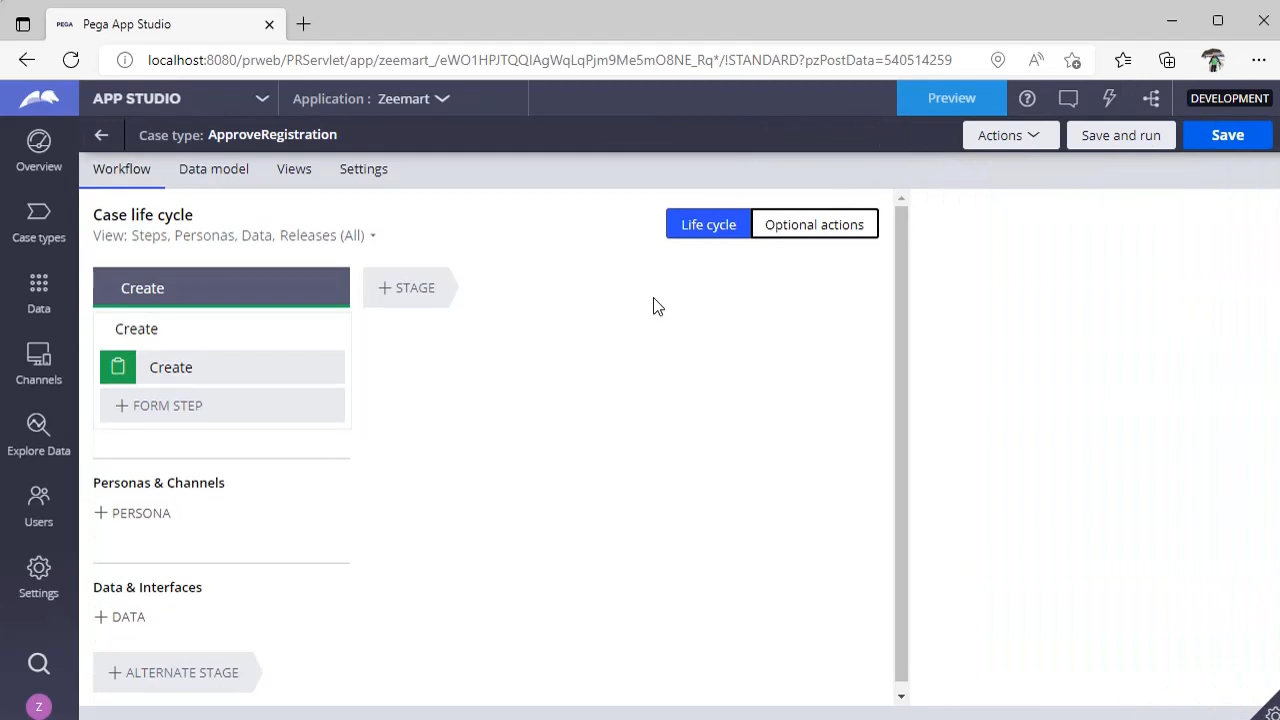 PEGA Pega App Studio
localhost:8080/prweb/PRServlet/app/zeemart_/eWO1HPJTQQIAgWqLqPjm9Me5mO8NE_Rq*/!STANDARD?pzPostData=540514259
APP STUDIO Application : Zeemart Preview DEVELOPMENT
Case type: ApproveRegistration Actions Save and run Save
Overview
Case types
Data
Channels
Explore Data
Users
Settings
Z
Workflow Data model Views Settings
Case life cycle
View: Steps, Personas, Data, Releases (All)
Life cycle Optional actions
Create + STAGE
Create
Create
+ FORM STEP
Personas & Channels
+ PERSONA
Data & Interfaces
+ DATA
+ ALTERNATE STAGE